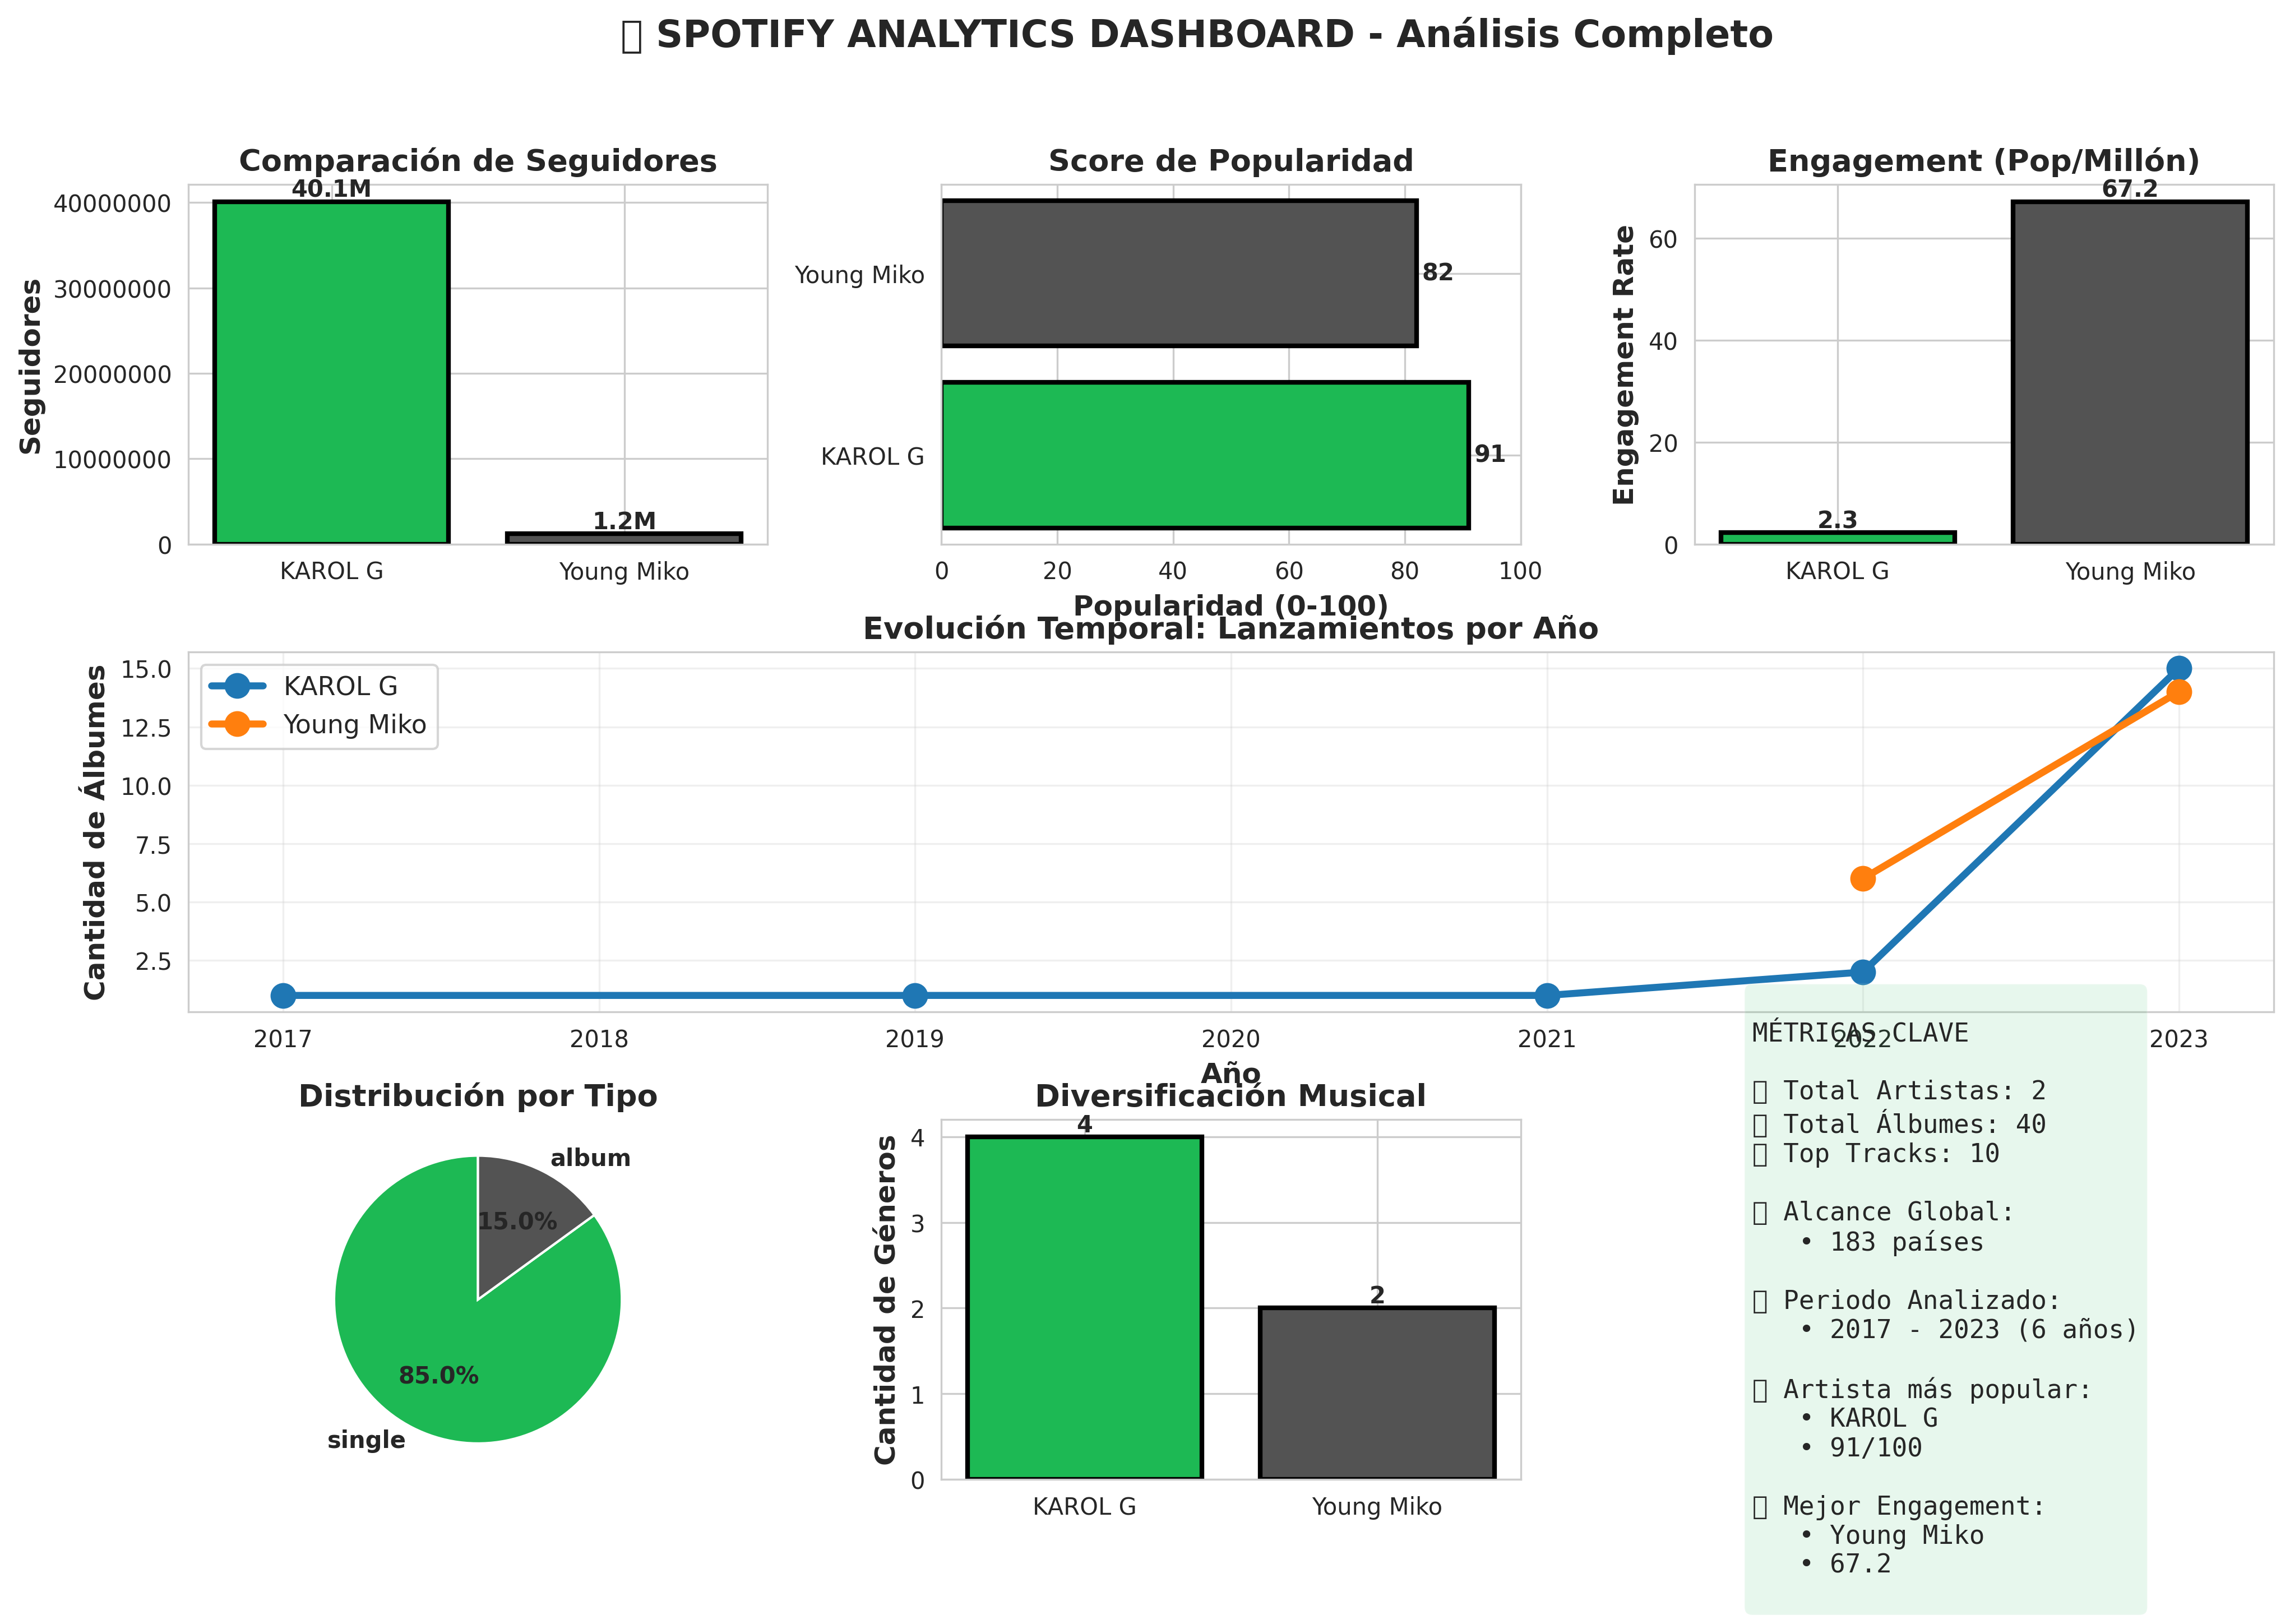 ▯ SPOTIFY ANALYTICS DASHBOARD - Análisis Completo
Comparación de Seguidores
40.1M
40000000
30000000
20000000
10000000
0
Seguidores
1.2M
KAROL G
Young Miko
Score de Popularidad
Young Miko
82
KAROL G
91
0
20
40
60
80
100
Popularidad (0-100)
Engagement (Pop/Millón)
67.2
60
40
20
0
Engagement Rate
2.3
KAROL G
Young Miko
Evolución Temporal: Lanzamientos por Año
15.0
12.5
10.0
7.5
5.0
2.5
Cantidad de Álbumes
KAROL G
Young Miko
2017
2018
2019
2020
2021
2022
2023
Año
Distribución por Tipo
album
15.0%
85.0%
single
Diversificación Musical
4
4
3
2
1
0
Cantidad de Géneros
2
KAROL G
Young Miko
MÉTRICAS CLAVE
▯ Total Artistas: 2
▯ Total Álbumes: 40
▯ Top Tracks: 10
▯ Alcance Global:
• 183 países
▯ Periodo Analizado:
• 2017 - 2023 (6 años)
▯ Artista más popular:
• KAROL G
• 91/100
▯ Mejor Engagement:
• Young Miko
• 67.2